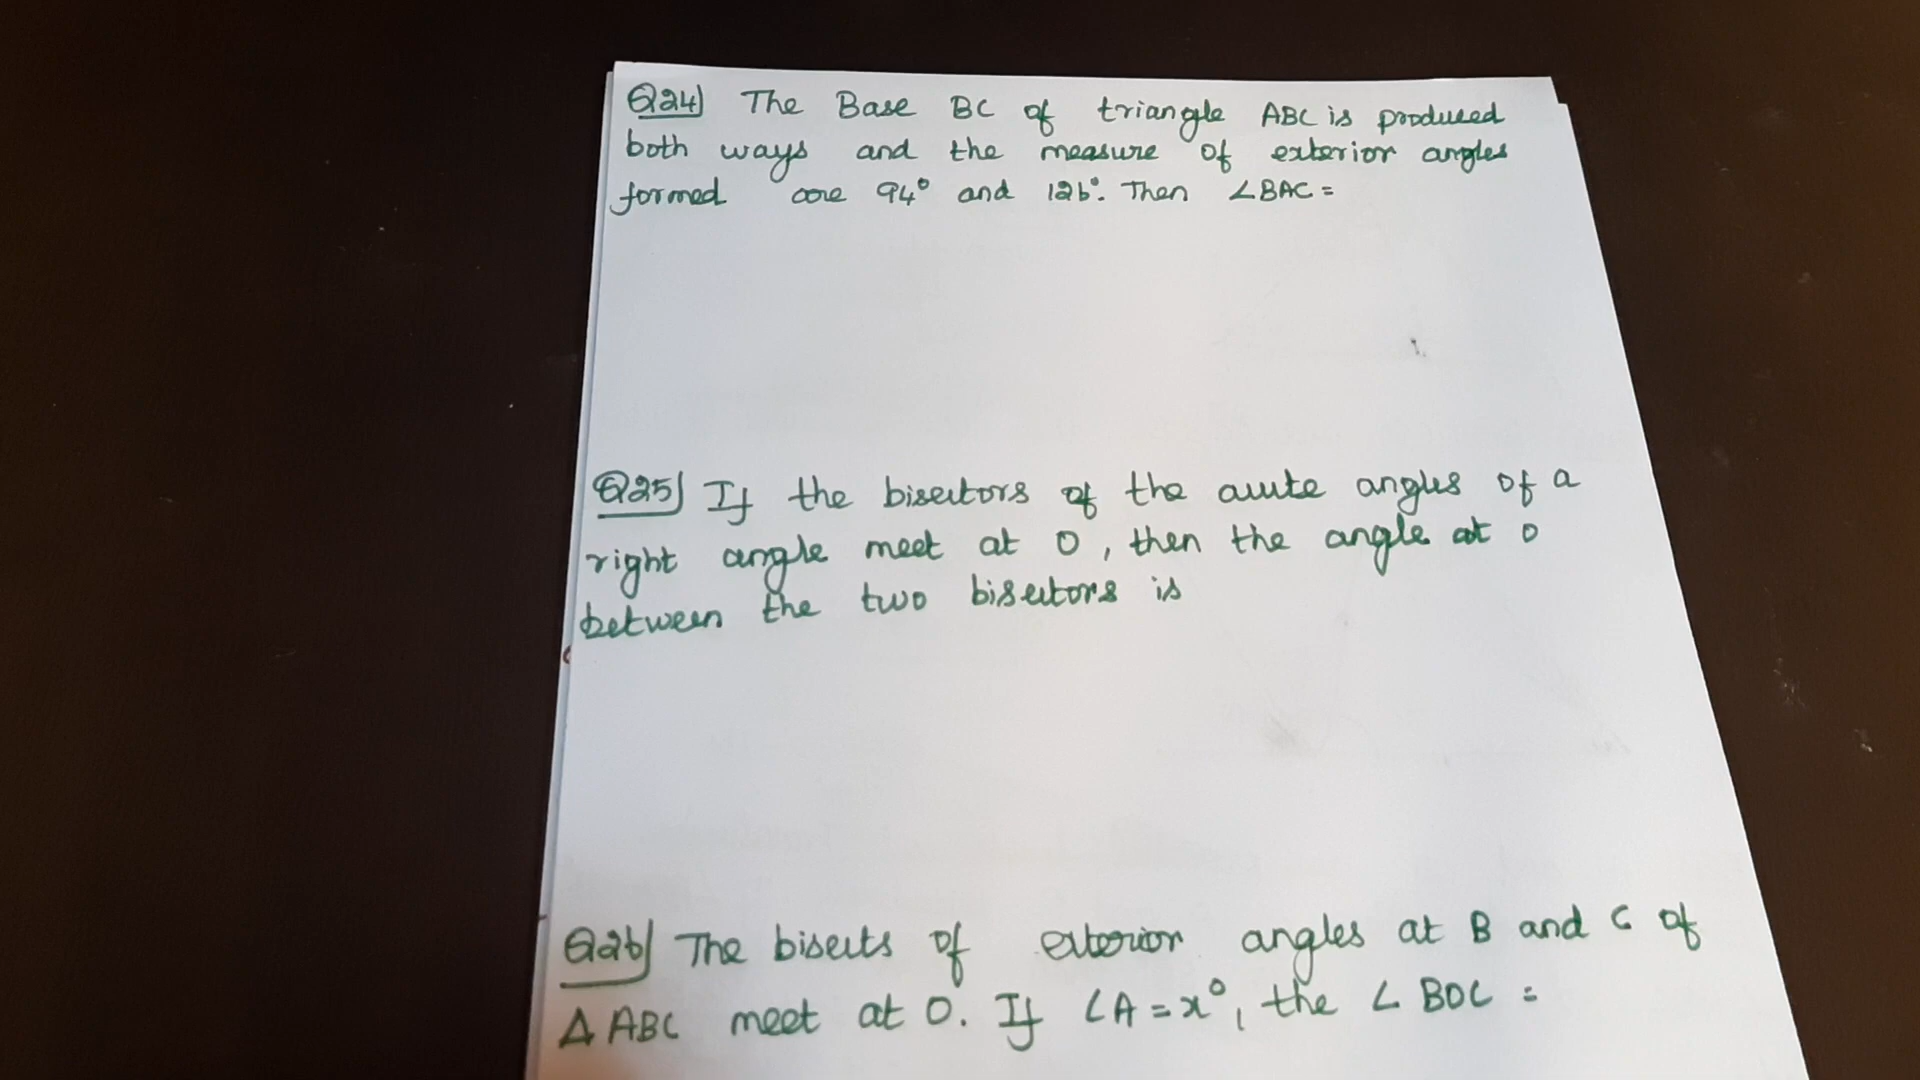 Q24) The Base BC of triangle ABC is produced
both ways and the measure of exterior angles
formed are 94° and 126°. Then ∠BAC =
Q25) If the bisectors of the acute angles of a
right angle meet at O, then the angle at O
between the two bisectors is
Q26) The bisects of exterior angles at B and C of
△ ABC meet at O. If ∠A = x°, the ∠ BOC =